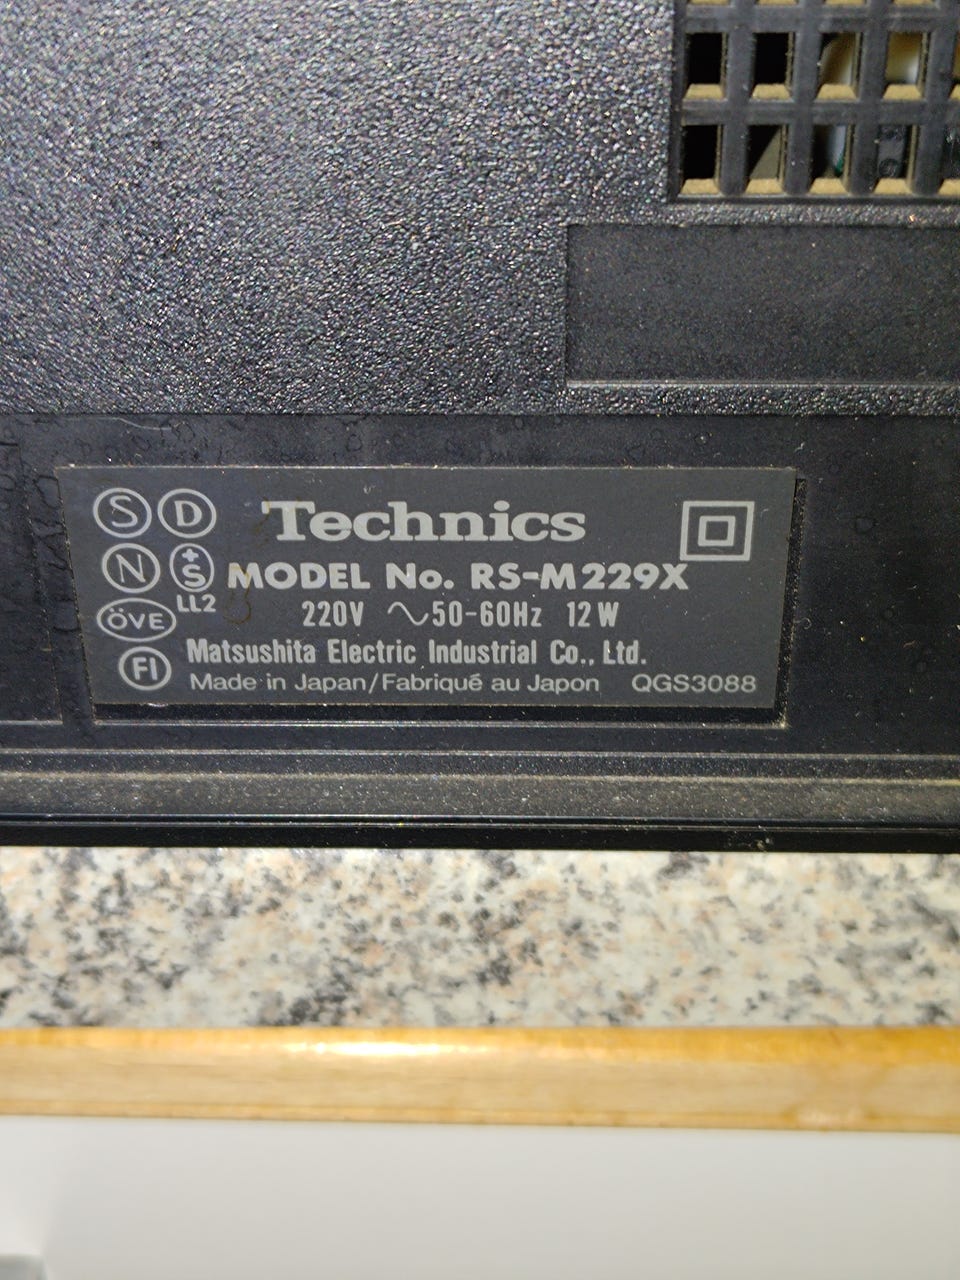 S D Technics
N +S MODEL No. RS-M229X
LL2
ÖVE 220V ~50-60Hz 12W
FI Matsushita Electric Industrial Co., Ltd.
Made in Japan/Fabriqué au Japon QGS3088